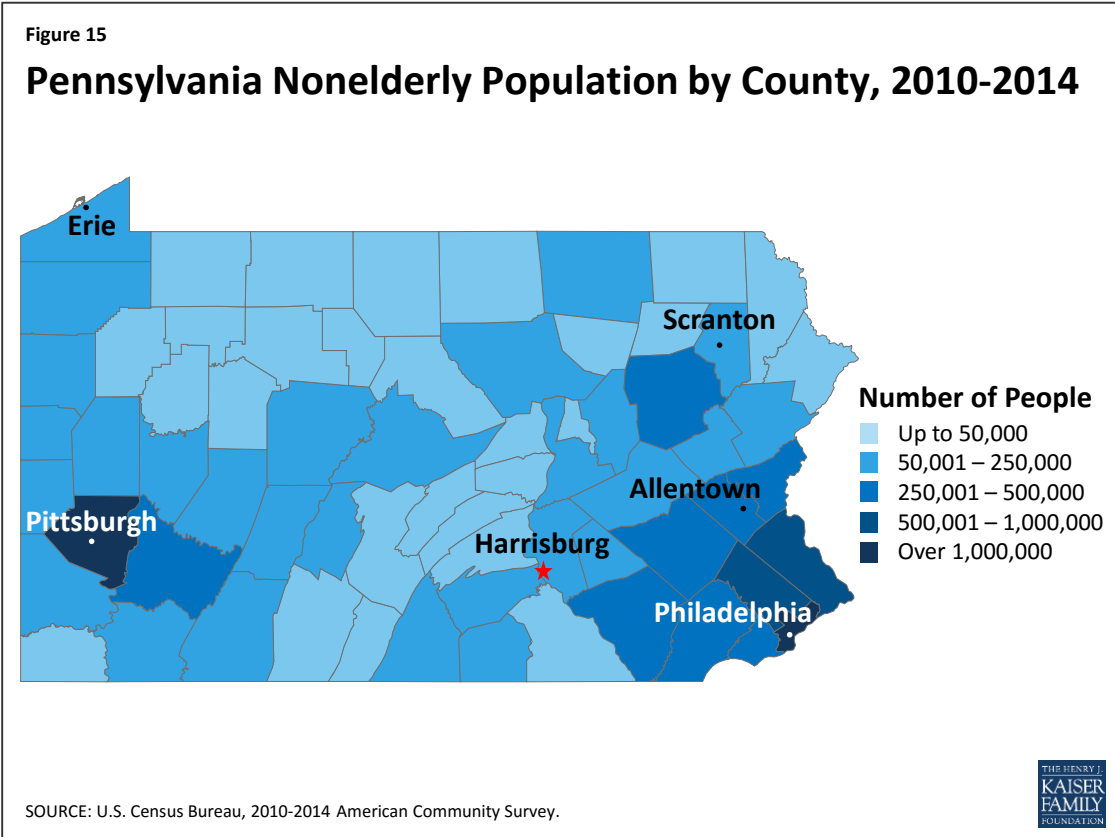 Figure 15
Pennsylvania Nonelderly Population by County, 2010-2014
Erie
Scranton
Number of People
Up to 50,000
50,001 – 250,000
250,001 – 500,000
500,001 – 1,000,000
Over 1,000,000
Allentown
Pittsburgh
Harrisburg
Philadelphia
SOURCE: U.S. Census Bureau, 2010-2014 American Community Survey.
THE HENRY J.
KAISER
FAMILY
FOUNDATION